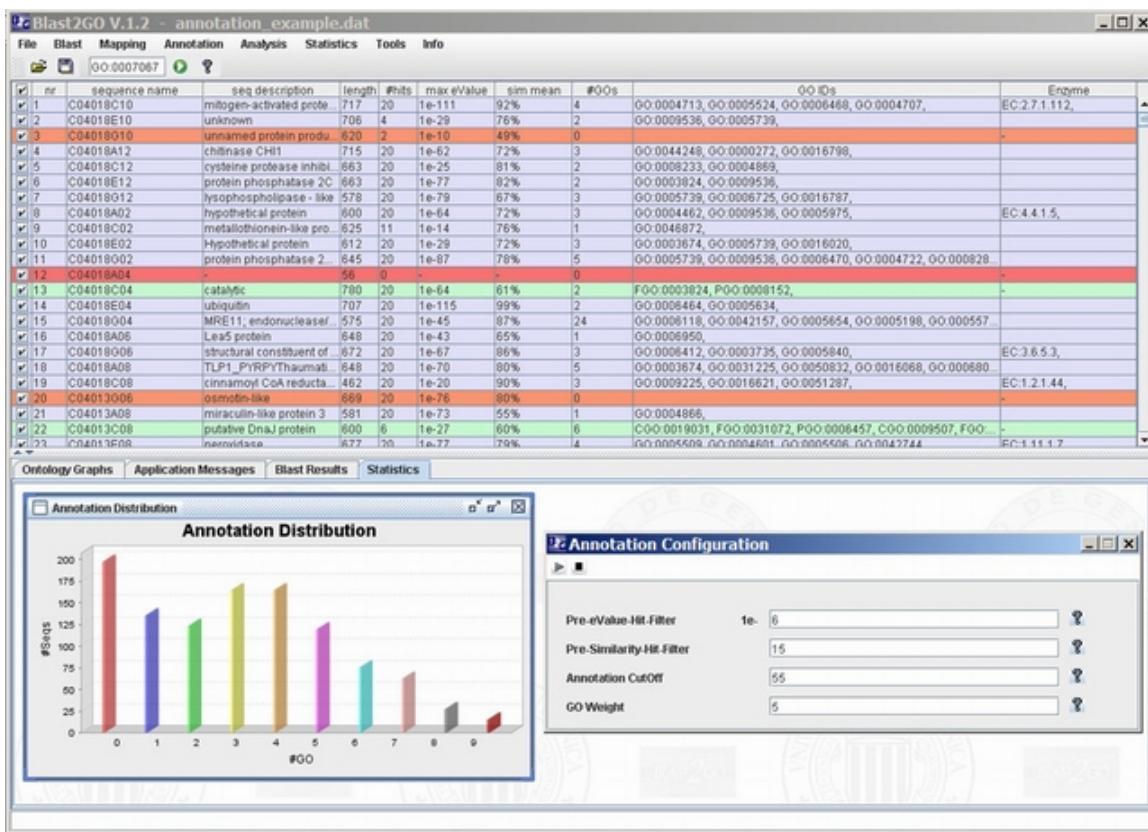 Blast2GO V.1.2 - annotation_example.dat
File Blast Mapping Annotation Analysis Statistics Tools Info
GO:0007067
nr sequence name seq description length #hits max eValue sim mean #GOs GO IDs Enzyme
1 C04018C10 mitogen-activated prote... 717 20 1e-111 92% 4 GO:0004713, GO:0005524, GO:0006468, GO:0004707, EC:2.7.1.112,
2 C04018E10 unknown 706 4 1e-29 76% 2 GO:0009536, GO:0005739,
3 C04018G10 unnamed protein produ... 620 2 1e-10 49% 0 -
4 C04018A12 chitinase CHI1 715 20 1e-62 72% 3 GO:0044248, GO:0000272, GO:0016798,
5 C04018C12 cysteine protease inhibi... 663 20 1e-25 81% 2 GO:0008233, GO:0004869,
6 C04018E12 protein phosphatase 2C 663 20 1e-77 82% 2 GO:0003824, GO:0009536,
7 C04018G12 lysophospholipase - like 578 20 1e-79 67% 3 GO:0005739, GO:0006725, GO:0016787,
8 C04018A02 hypothetical protein 600 20 1e-64 72% 3 GO:0004462, GO:0009536, GO:0005975, EC:4.4.1.5,
9 C04018C02 metallothionein-like pro... 625 11 1e-14 76% 1 GO:0046872,
10 C04018E02 Hypothetical protein 612 20 1e-29 72% 3 GO:0003674, GO:0005739, GO:0016020,
11 C04018G02 protein phosphatase 2... 645 20 1e-87 78% 5 GO:0005739, GO:0009536, GO:0006470, GO:0004722, GO:000828...
12 C04018A04 - 56 0 - - 0 -
13 C04018C04 catalytic 780 20 1e-64 61% 2 FGO:0003824, PGO:0008152, -
14 C04018E04 ubiquitin 707 20 1e-115 99% 2 GO:0006464, GO:0005634,
15 C04018G04 MRE11; endonuclease/... 575 20 1e-45 87% 24 GO:0006118, GO:0042157, GO:0005654, GO:0005198, GO:000557...
16 C04018A06 Lea5 protein 648 20 1e-43 65% 1 GO:0006950,
17 C04018G06 structural constituent of ... 672 20 1e-67 86% 3 GO:0006412, GO:0003735, GO:0005840, EC:3.6.5.3,
18 C04018A08 TLP1_PYRPYThaumati... 648 20 1e-70 80% 5 GO:0003674, GO:0031225, GO:0050832, GO:0016068, GO:000680...
19 C04018C08 cinnamoyl CoA reducta... 462 20 1e-20 90% 3 GO:0009225, GO:0016621, GO:0051287, EC:1.2.1.44,
20 C04013G06 osmotin-like 669 20 1e-76 80% 0 -
21 C04013A08 miraculin-like protein 3 581 20 1e-73 55% 1 GO:0004866,
22 C04013C08 putative DnaJ protein 600 6 1e-27 60% 6 CGO:0019031, FGO:0031072, PGO:0006457, CGO:0009507, FGO:... -
23 C04013E08 peroxidase 677 20 1e-77 79% 4 GO:0005509, GO:0004601, GO:0005506, GO:0042744 EC:1.11.1.7
Ontology Graphs Application Messages Blast Results Statistics
Annotation Distribution
Annotation Distribution
200
175
150
125
100
75
50
25
0
#Seqs
0 1 2 3 4 5 6 7 8 9
#GO
Annotation Configuration
Pre-eValue-Hit-Filter 1e- 6
Pre-Similarity-Hit-Filter 15
Annotation CutOff 55
GO Weight 5